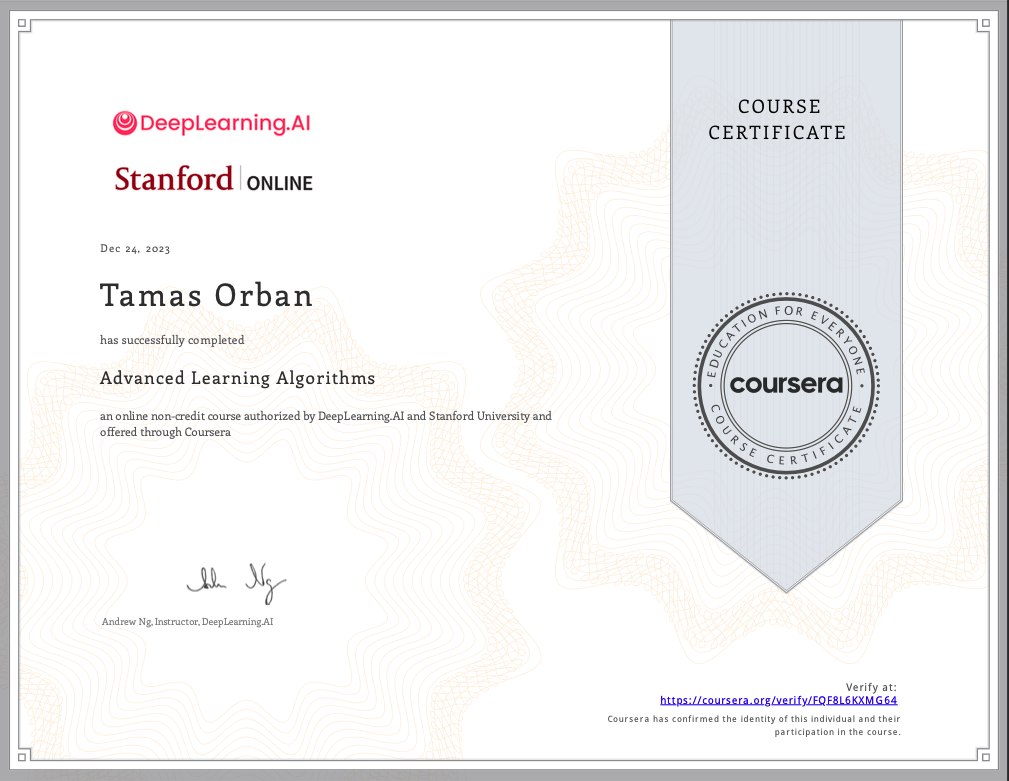 DeepLearning.AI
Stanford | ONLINE
Dec 24, 2023
Tamas Orban
has successfully completed
Advanced Learning Algorithms
an online non-credit course authorized by DeepLearning.AI and Stanford University and
offered through Coursera
Andrew Ng, Instructor, DeepLearning.AI
COURSE
CERTIFICATE
EDUCATION FOR EVERYONE
coursera
COURSE CERTIFICATE
Verify at:
https://coursera.org/verify/FQF8L6KXMG64
Coursera has confirmed the identity of this individual and their
participation in the course.